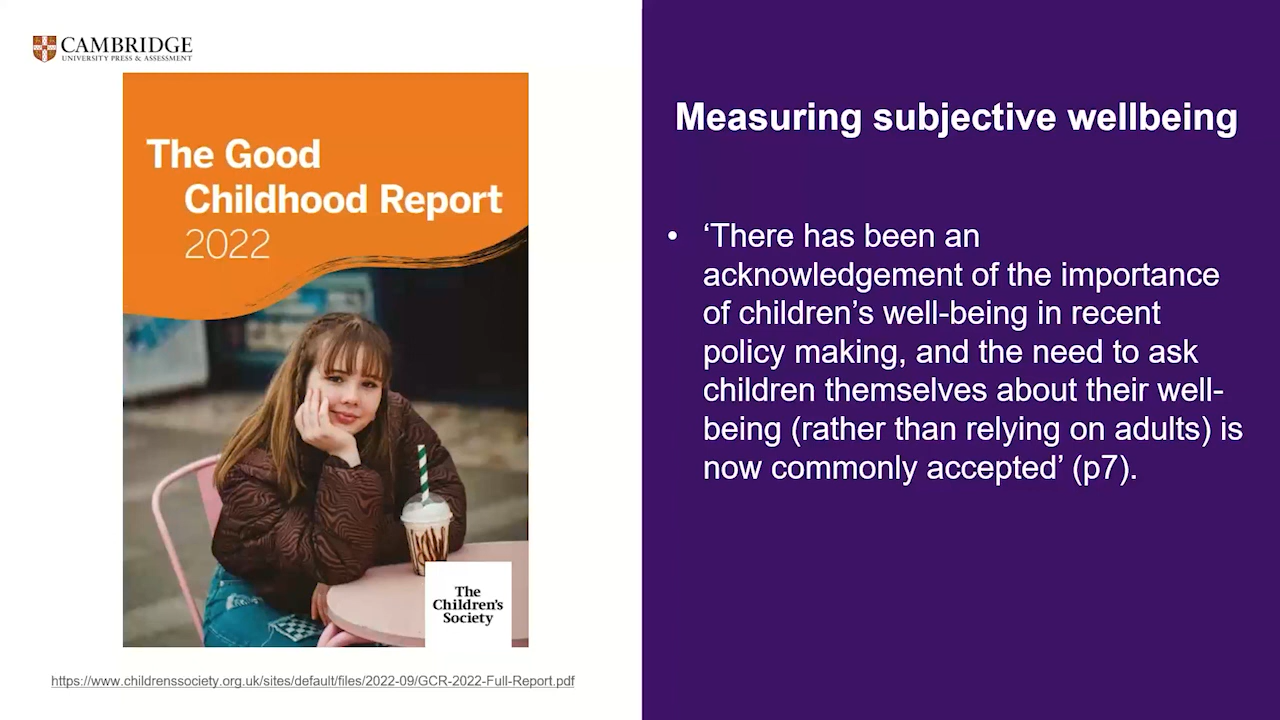 CAMBRIDGE
UNIVERSITY PRESS & ASSESSMENT
The Good
Childhood Report
2022
The
Children's
Society
https://www.childrenssociety.org.uk/sites/default/files/2022-09/GCR-2022-Full-Report.pdf
Measuring subjective wellbeing
• ‘There has been an
acknowledgement of the importance
of children’s well-being in recent
policy making, and the need to ask
children themselves about their well-
being (rather than relying on adults) is
now commonly accepted’ (p7).